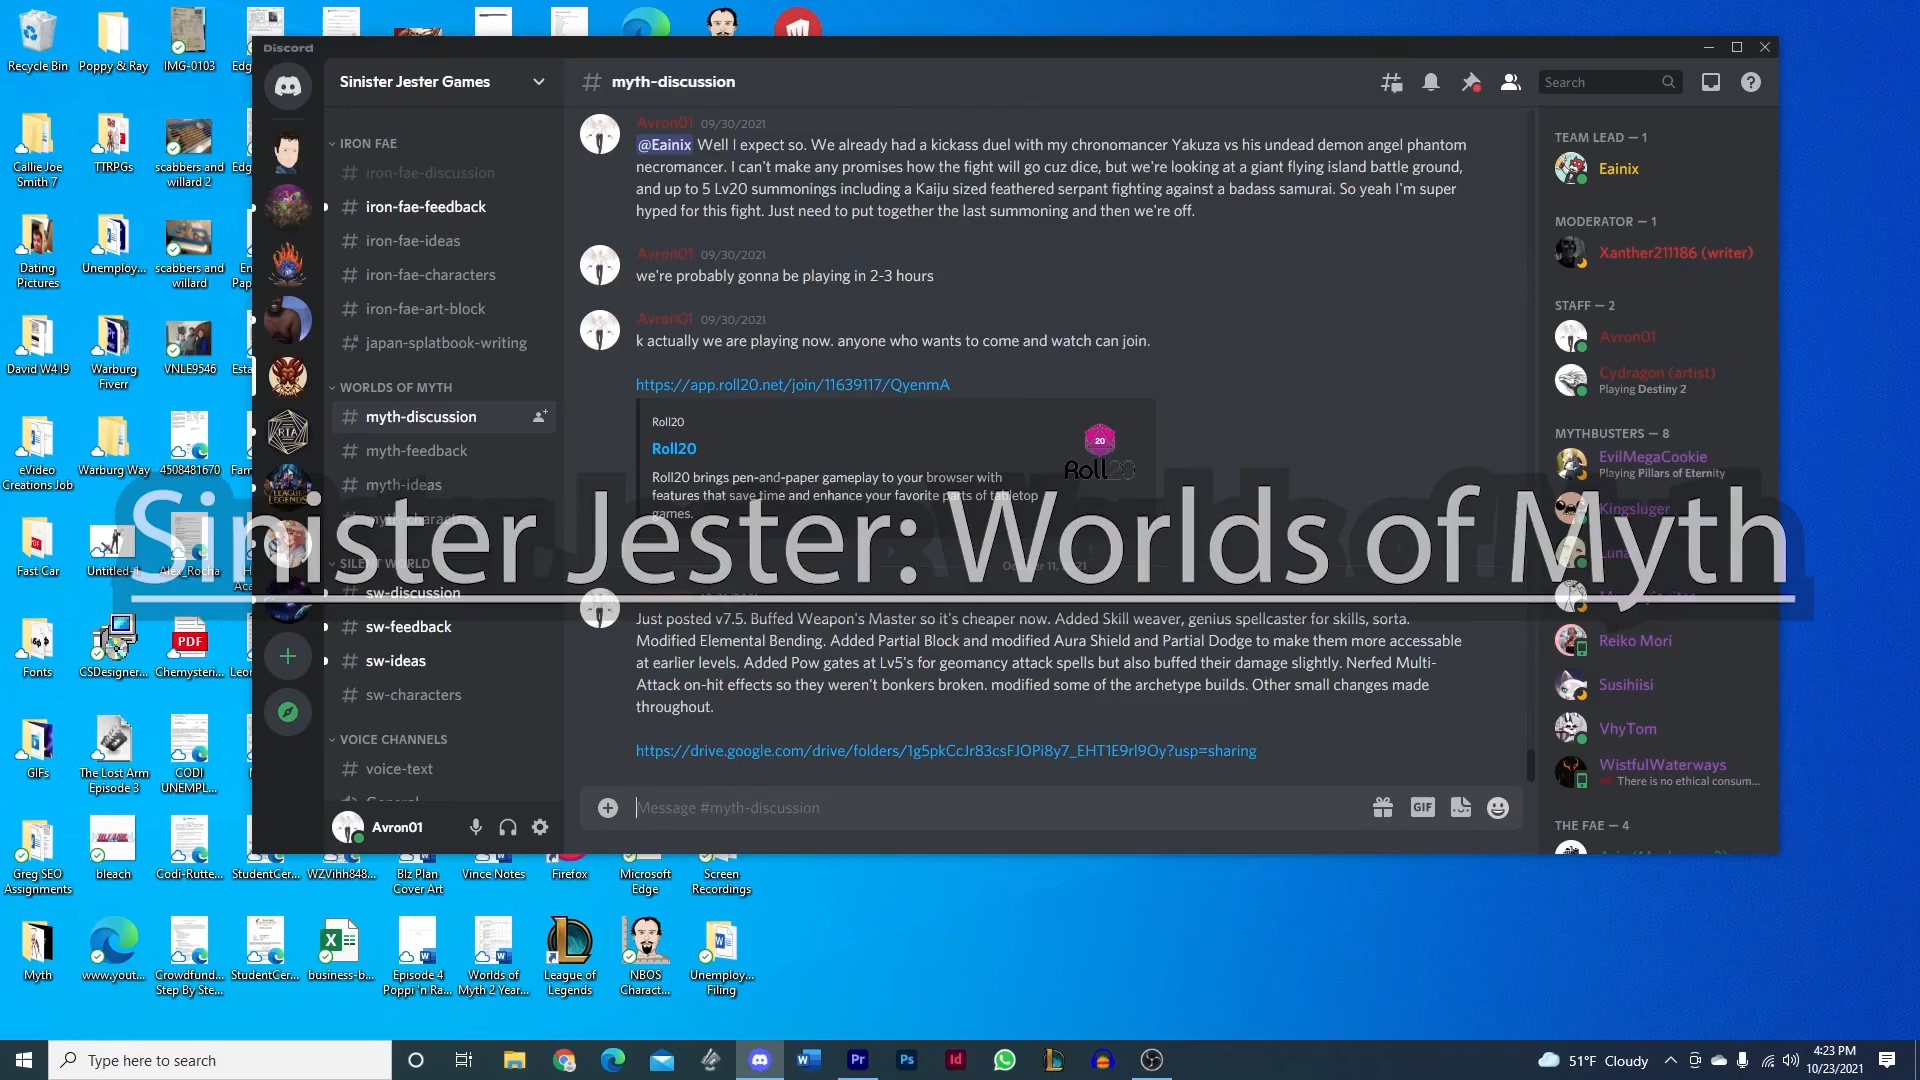 Discord
Sinister Jester Games
# myth-discussion
Search
IRON FAE
# iron-fae-discussion
# iron-fae-feedback
# iron-fae-ideas
# iron-fae-characters
# iron-fae-art-block
# japan-splatbook-writing
WORLDS OF MYTH
# myth-discussion
# myth-feedback
# myth-ideas
# myth-characters
SILENT WORLD
# sw-discussion
# sw-feedback
# sw-ideas
# sw-characters
VOICE CHANNELS
# voice-text
General
Avron01
Avron01 09/30/2021
@Eainix Well I expect so. We already had a kickass duel with my chronomancer Yakuza vs his undead demon angel phantom
necromancer. I can't make any promises how the fight will go cuz dice, but we're looking at a giant flying island battle ground,
and up to 5 Lv20 summonings including a Kaiju sized feathered serpant fighting against a badass samurai. So yeah I'm super
hyped for this fight. Just need to put together the last summoning and then we're off.
Avron01 09/30/2021
we're probably gonna be playing in 2-3 hours
Avron01 09/30/2021
k actually we are playing now. anyone who wants to come and watch can join.
https://app.roll20.net/join/11639117/QyenmA
Roll20
Roll20
Roll20 brings pen-and-paper gameplay to your browser with
features that save time and enhance your favorite parts of tabletop
games.
20
Roll20
Sinister Jester: Worlds of Myth
October 11, 2021
Just posted v7.5. Buffed Weapon's Master so it's cheaper now. Added Skill weaver, genius spellcaster for skills, sorta.
Modified Elemental Bending. Added Partial Block and modified Aura Shield and Partial Dodge to make them more accessable
at earlier levels. Added Pow gates at Lv5's for geomancy attack spells but also buffed their damage slightly. Nerfed Multi-
Attack on-hit effects so they weren't bonkers broken. modified some of the archetype builds. Other small changes made
throughout.
https://drive.google.com/drive/folders/1g5pkCcJr83csFJOPi8y7_EHT1E9rl9Oy?usp=sharing
Message #myth-discussion
GIF
TEAM LEAD — 1
Eainix
MODERATOR — 1
Xanther211186 (writer)
STAFF — 2
Avron01
Cydragon (artist)
Playing Destiny 2
MYTHBUSTERS — 8
EvilMegaCookie
Playing Pillars of Eternity
Kingsluger
Luna
Reiko Mori
Susihiisi
VhyTom
WistfulWaterways
There is no ethical consum...
THE FAE — 4
Recycle Bin
Poppy & Ray
IMG-0103
Callie Joe
Smith 7
TTRPGs
scabbers and
willard 2
Dating
Pictures
Unemploy...
scabbers and
willard
David W4 I9
Warburg
Fiverr
VNLE9546
eVideo
Creations Job
Warburg Way
4508481670
Fast Car
Untitled-1
Alex_Rocha
Fonts
CSDesigner...
PDF
Chemysteri...
GIFs
The Lost Arm
Episode 3
CODI
UNEMPL...
Greg SEO
Assignments
bleach
Codi-Rutte...
StudentCer...
WZVihh848...
Biz Plan
Cover Art
Vince Notes
Firefox
Microsoft
Edge
Screen
Recordings
Myth
www.yout...
Crowdfund...
Step By Ste...
StudentCer...
business-b...
Episode 4
Poppi 'n Ra...
Worlds of
Myth 2 Year...
League of
Legends
NBOS
Charact...
Unemploy...
Filing
Type here to search
Pr
Ps
Id
51°F Cloudy
4:23 PM
10/23/2021